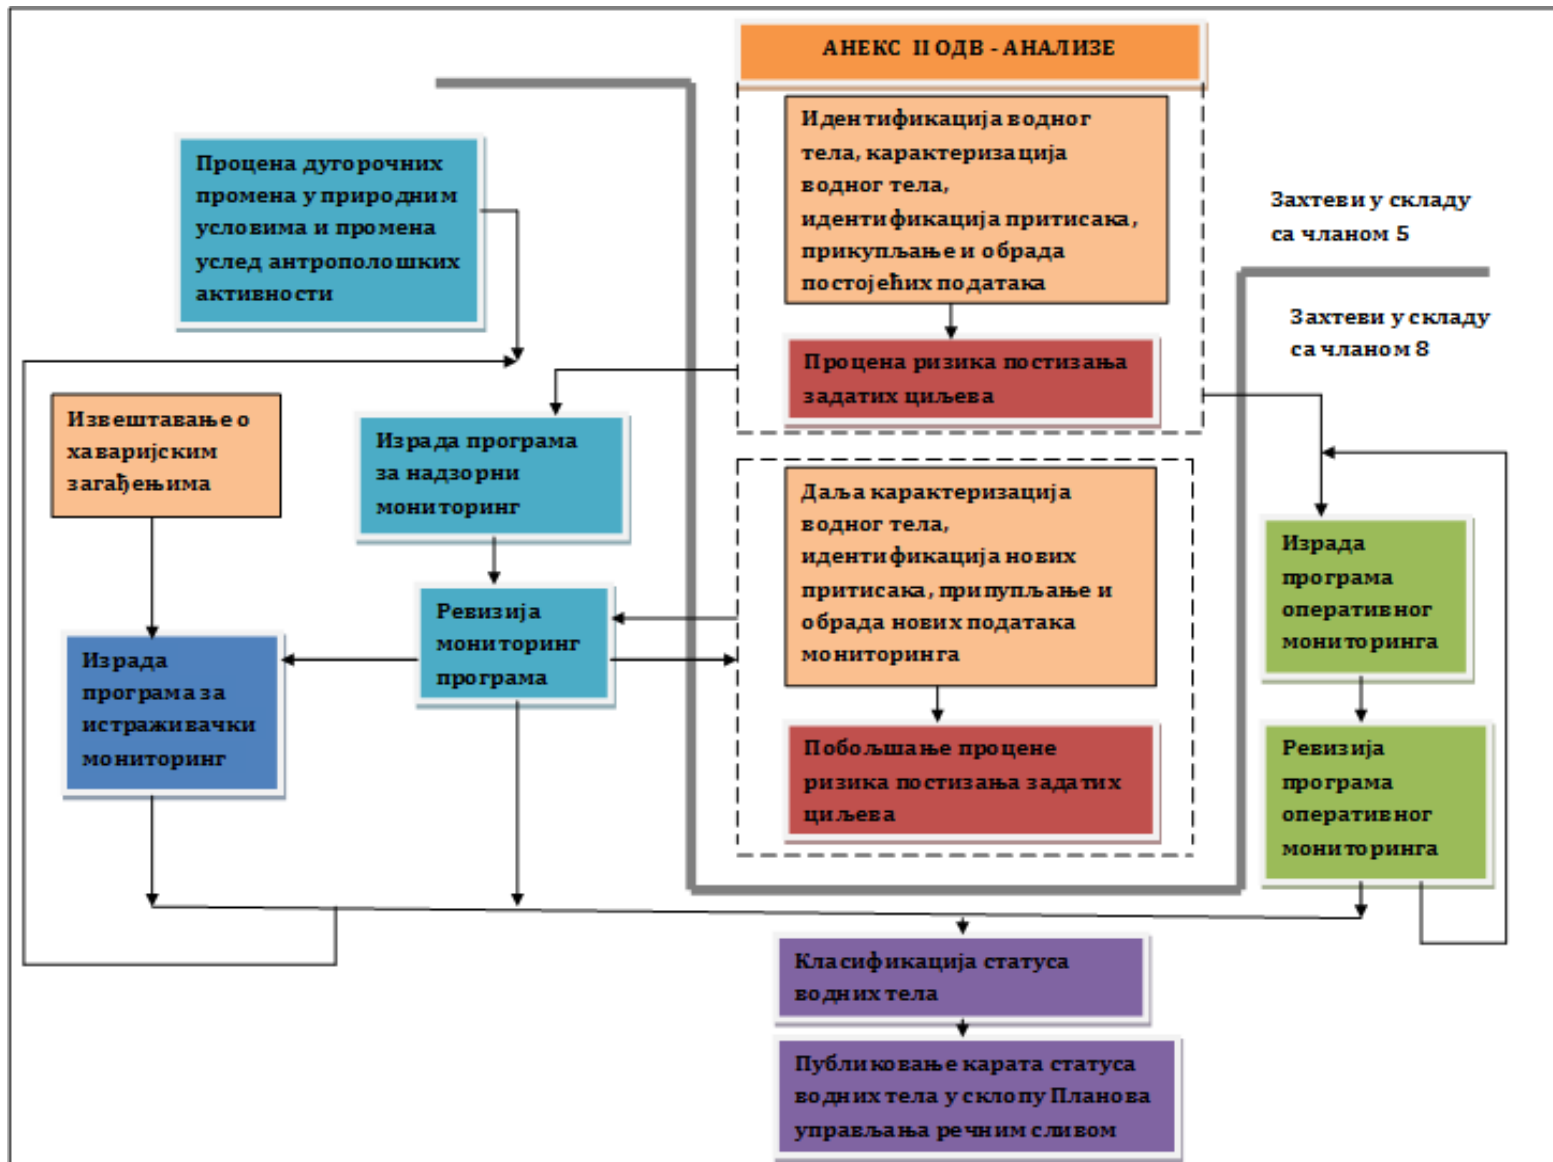 АНЕКС II ОДВ - АНАЛИЗЕ
Идентификација водног
тела, карактеризација
водног тела,
идентификација притисака,
прикупљање и обрада
постојећих података
Процена дугорочних
промена у природним
условима и промена
услед антрополошких
активности
Захтеви у складу
са чланом 5
Захтеви у складу
са чланом 8
Процена ризика постизања
задатих циљева
Извештавање о
хаваријским
загађењима
Израда програма
за надзорни
мониторинг
Даља карактеризација
водног тела,
идентификација нових
притисака, припупљање и
обрада нових података
мониторинга
Израда
програма
оперативног
мониторинга
Ревизија
мониторинг
програма
Израда
програма за
истраживачки
мониторинг
Побољшање процене
ризика постизања задатих
циљева
Ревизија
програма
оперативног
мониторинга
Класификација статуса
водних тела
Публиковање карата статуса
водних тела у склопу Планова
управљања речним сливом